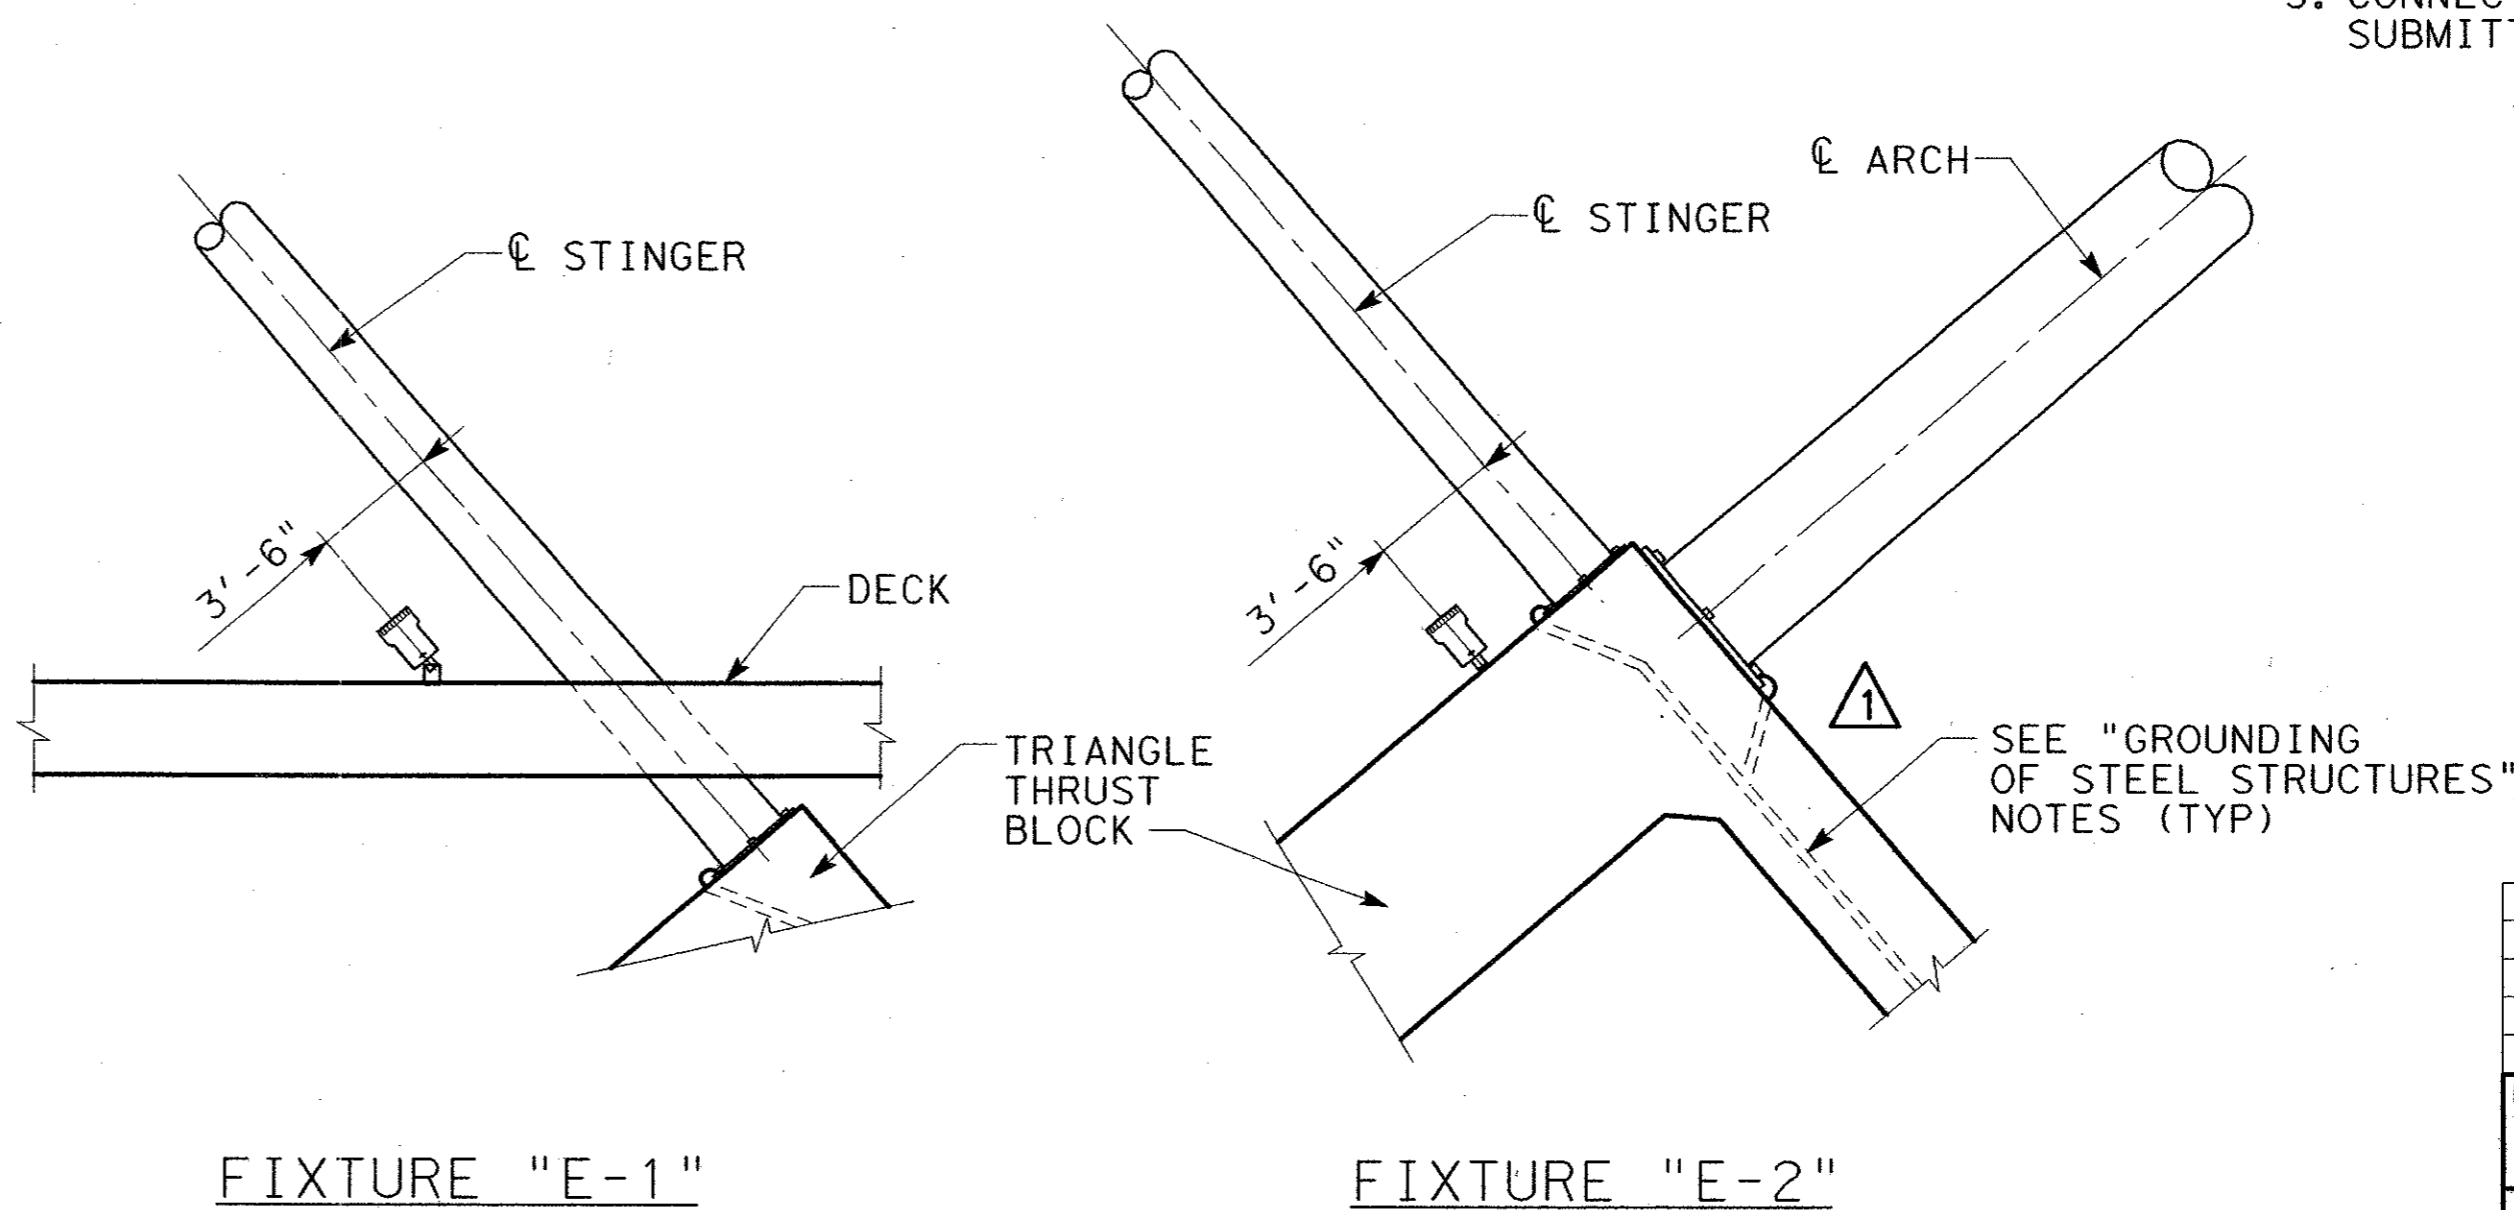 SUBMIT
℄ ARCH
℄ STINGER
℄ STINGER
3'-6"
3'-6"
DECK
1
TRIANGLE
THRUST
BLOCK
SEE "GROUNDING
OF STEEL STRUCTURES"
NOTES (TYP)
FIXTURE "E-1"
FIXTURE "E-2"